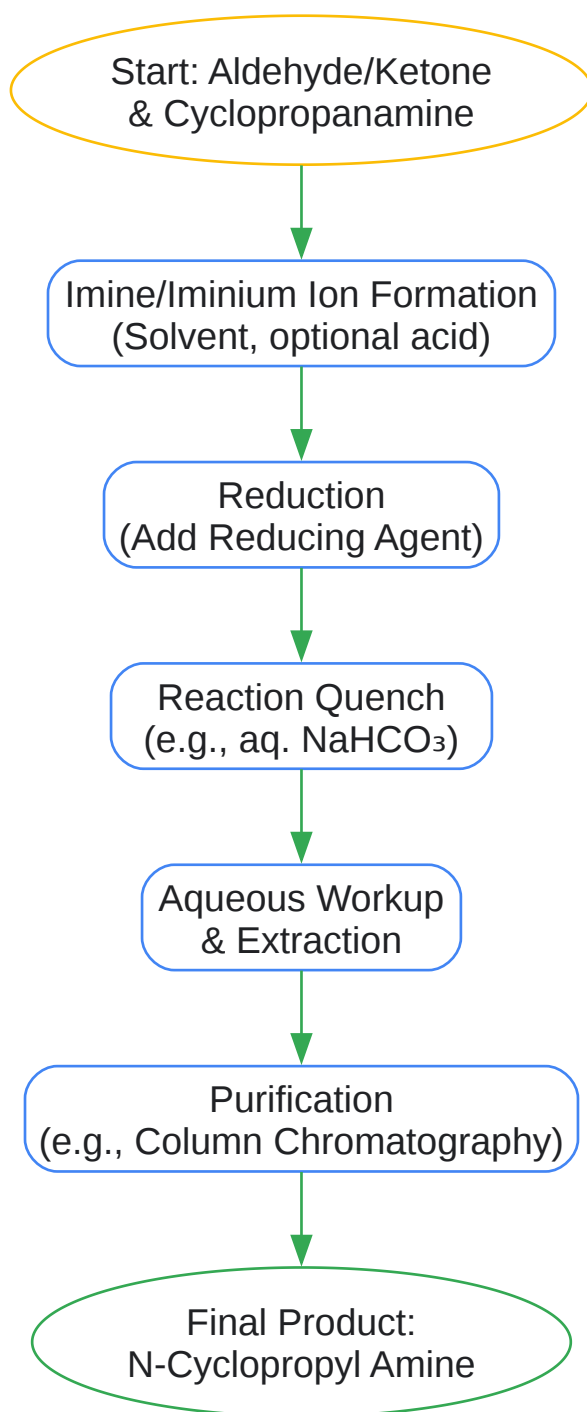 Start: Aldehyde/Ketone
& Cyclopropanamine
Imine/Iminium Ion Formation
(Solvent, optional acid)
Reduction
(Add Reducing Agent)
Reaction Quench
(e.g., aq. NaHCO₃)
Aqueous Workup
& Extraction
Purification
(e.g., Column Chromatography)
Final Product:
N-Cyclopropyl Amine